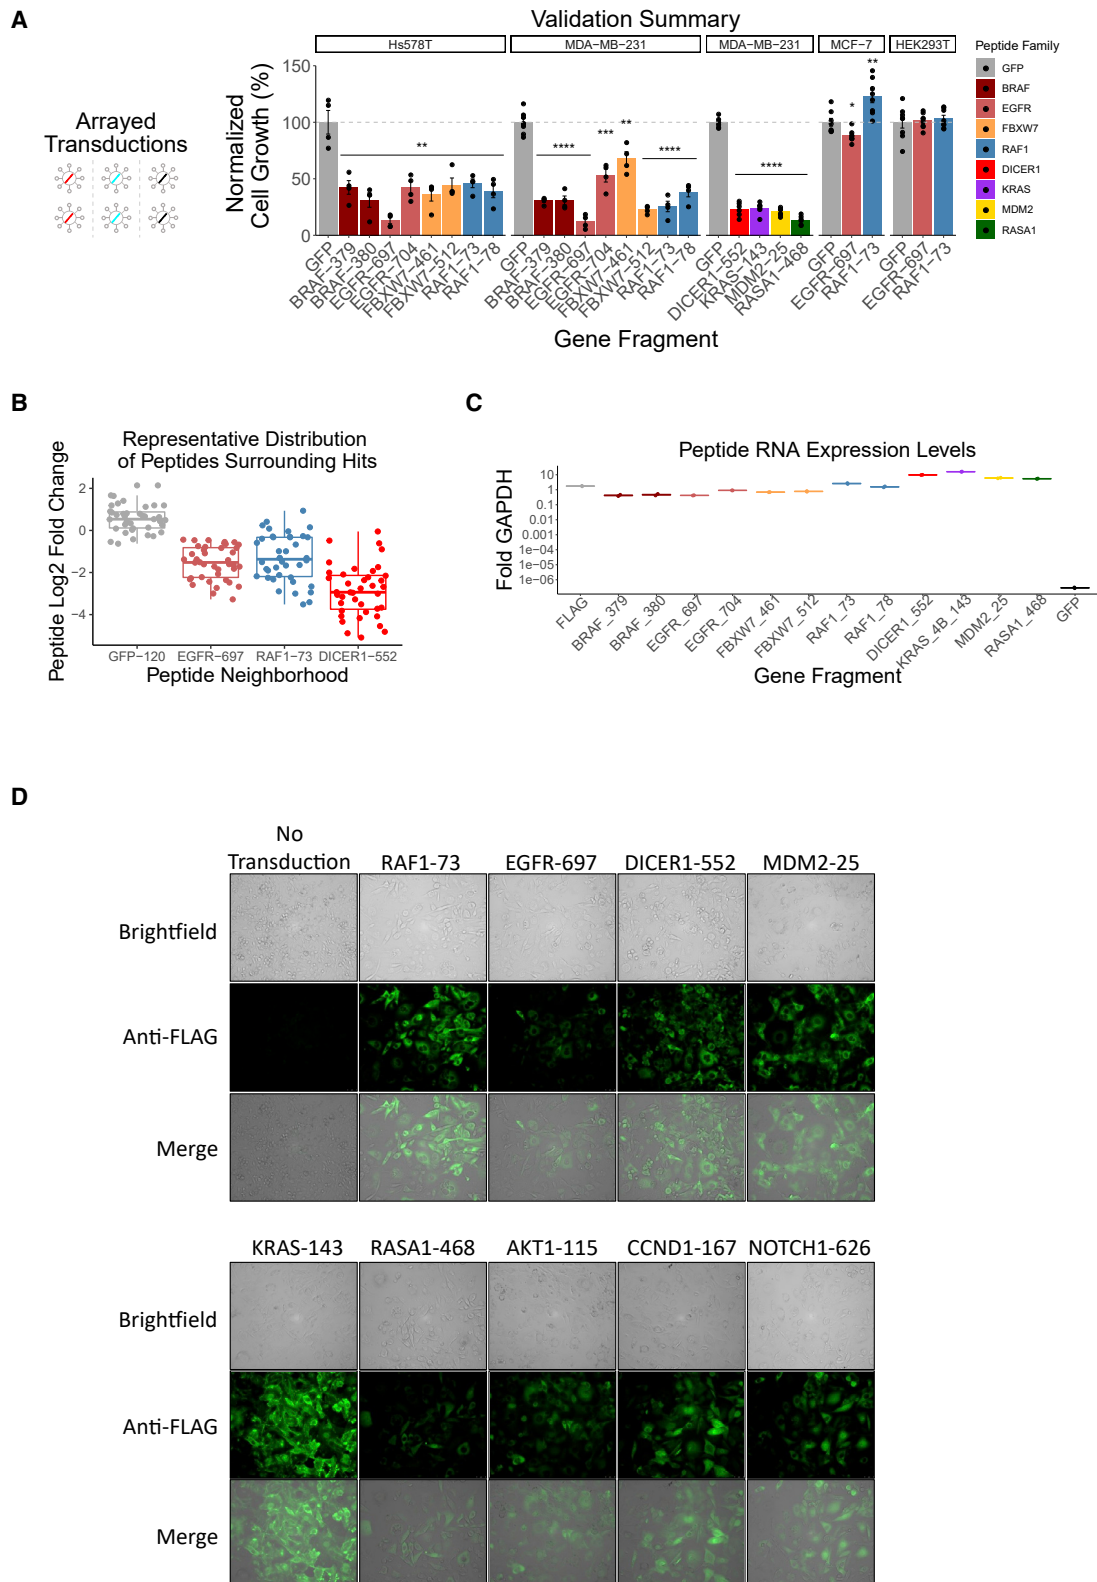 A
Validation Summary
Hs578T
MDA−MB−231
MDA−MB−231
MCF−7
HEK293T
Peptide Family
GFP
BRAF
EGFR
FBXW7
RAF1
DICER1
KRAS
MDM2
RASA1
Arrayed
Transductions
Normalized
Cell Growth (%)
150
100
50
0
**
****
***
**
****
****
*
**
GFP
BRAF−379
BRAF−380
EGFR−697
EGFR−704
FBXW7−461
FBXW7−512
RAF1−73
RAF1−78
GFP
BRAF−379
BRAF−380
EGFR−697
EGFR−704
FBXW7−461
FBXW7−512
RAF1−73
RAF1−78
GFP
DICER1−552
KRAS−143
MDM2−25
RASA1−468
GFP
EGFR−697
RAF1−73
GFP
EGFR−697
RAF1−73
Gene Fragment
B
Representative Distribution
of Peptides Surrounding Hits
Peptide Log2 Fold Change
2
0
−2
−4
GFP−120
EGFR−697
RAF1−73
DICER1−552
Peptide Neighborhood
C
Peptide RNA Expression Levels
Fold GAPDH
10
1
0.1
0.01
0.001
1e−04
1e−05
1e−06
FLAG
BRAF_379
BRAF_380
EGFR_697
EGFR_704
FBXW7_461
FBXW7_512
RAF1_73
RAF1_78
DICER1_552
KRAS_4B_143
MDM2_25
RASA1_468
GFP
Gene Fragment
D
No
Transduction
RAF1-73
EGFR-697
DICER1-552
MDM2-25
Brightfield
Anti-FLAG
Merge
KRAS-143
RASA1-468
AKT1-115
CCND1-167
NOTCH1-626
Brightfield
Anti-FLAG
Merge